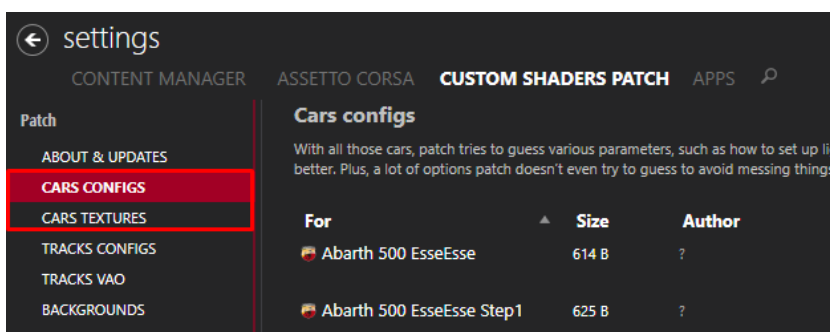 settings
CONTENT MANAGER ASSETTO CORSA CUSTOM SHADERS PATCH APPS
Patch
ABOUT & UPDATES
CARS CONFIGS
CARS TEXTURES
TRACKS CONFIGS
TRACKS VAO
BACKGROUNDS
Cars configs
With all those cars, patch tries to guess various parameters, such as how to set up
better. Plus, a lot of options patch doesn't even try to guess to avoid messing things
For Size Author
Abarth 500 EsseEsse 614 B ?
Abarth 500 EsseEsse Step1 625 B ?